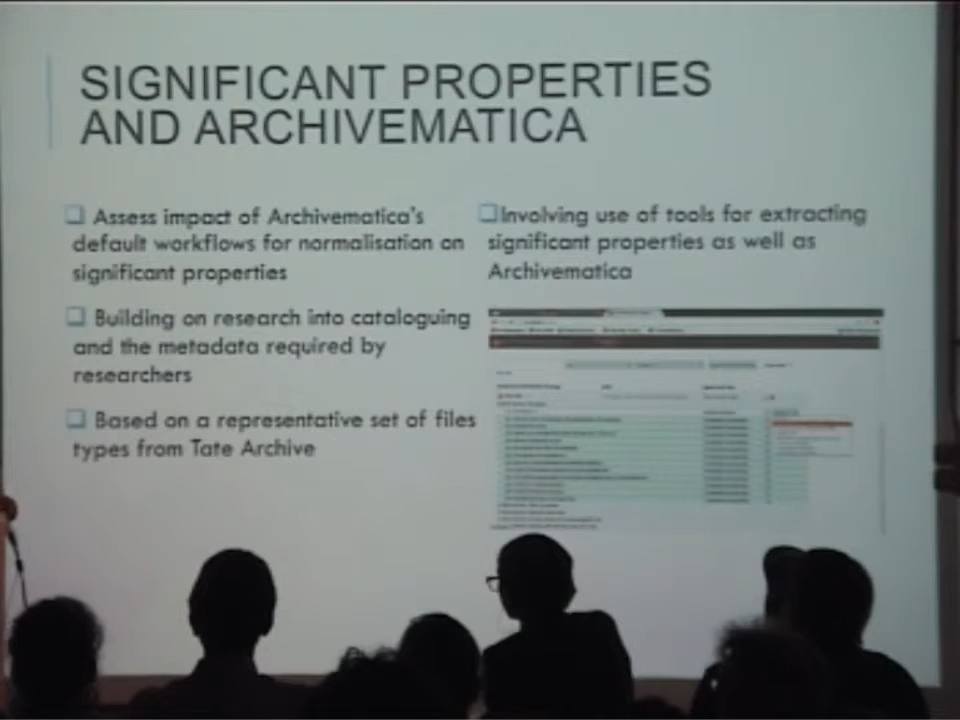 SIGNIFICANT PROPERTIES
AND ARCHIVEMATICA
Assess impact of Archivematica's
default workflows for normalisation on
significant properties
Building on research into cataloguing
and the metadata required by
researchers
Based on a representative set of files
types from Tate Archive
Involving use of tools for extracting
significant properties as well as
Archivematica